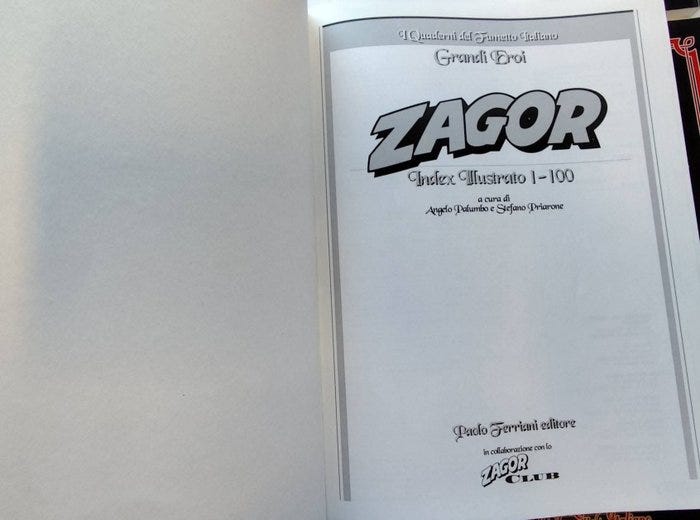 I Quaderni del Fumetto Italiano
Grandi Eroi
ZAGOR
Index Illustrato 1-100
a cura di
Angelo Palumbo e Stefano Priarone
Paolo Ferriani editore
in collaborazione con lo
ZAGOR
CLUB